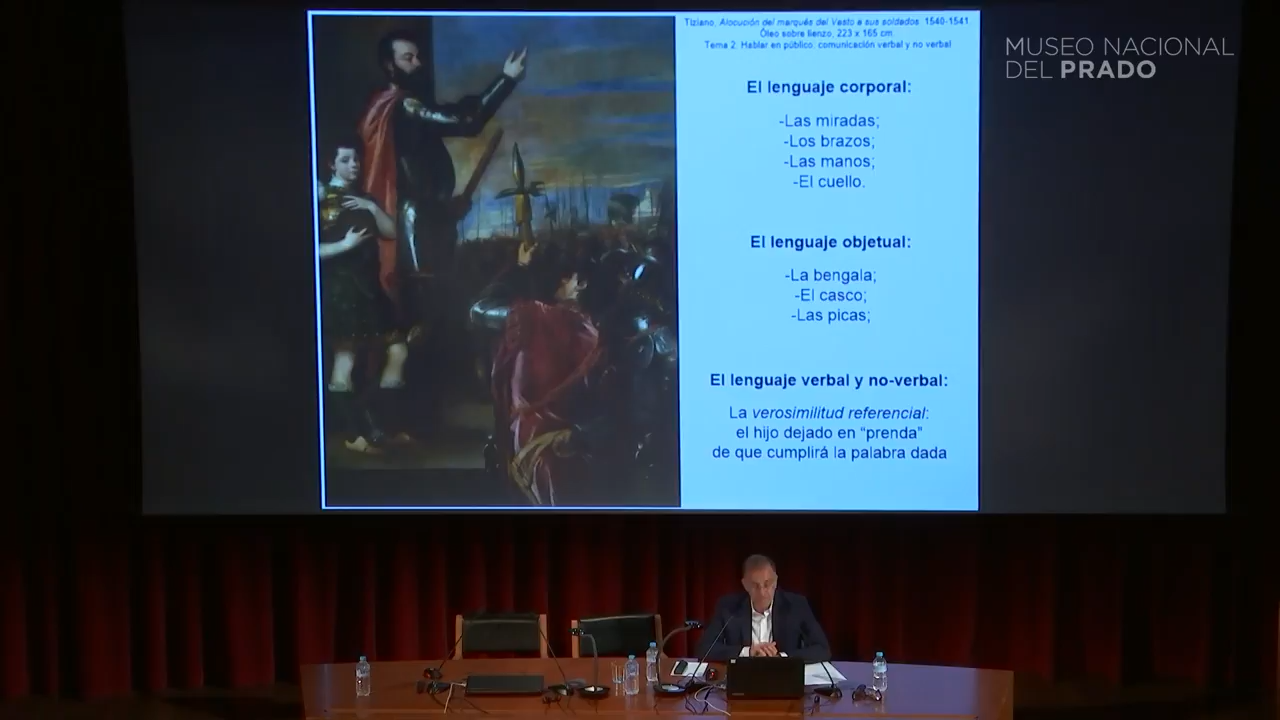 Tiziano, Alocución del marqués del Vasto a sus soldados. 1540-1541
Óleo sobre lienzo, 223 x 165 cm.
Tema 2. Hablar en público: comunicación verbal y no verbal
El lenguaje corporal:
-Las miradas;
-Los brazos;
-Las manos;
-El cuello.
El lenguaje objetual:
-La bengala;
-El casco;
-Las picas;
El lenguaje verbal y no-verbal:
La verosimilitud referencial:
el hijo dejado en “prenda”
de que cumplirá la palabra dada
MUSEO NACIONAL
DEL PRADO